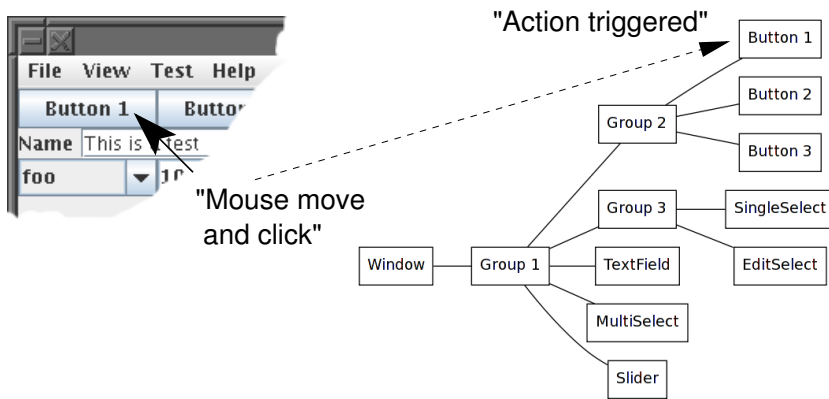 File View Test Help
Button 1
Name This is test
foo
"Mouse move
and click"
"Action triggered"
Window
Group 1
Group 2
Button 1
Button 2
Button 3
Group 3
SingleSelect
EditSelect
TextField
MultiSelect
Slider